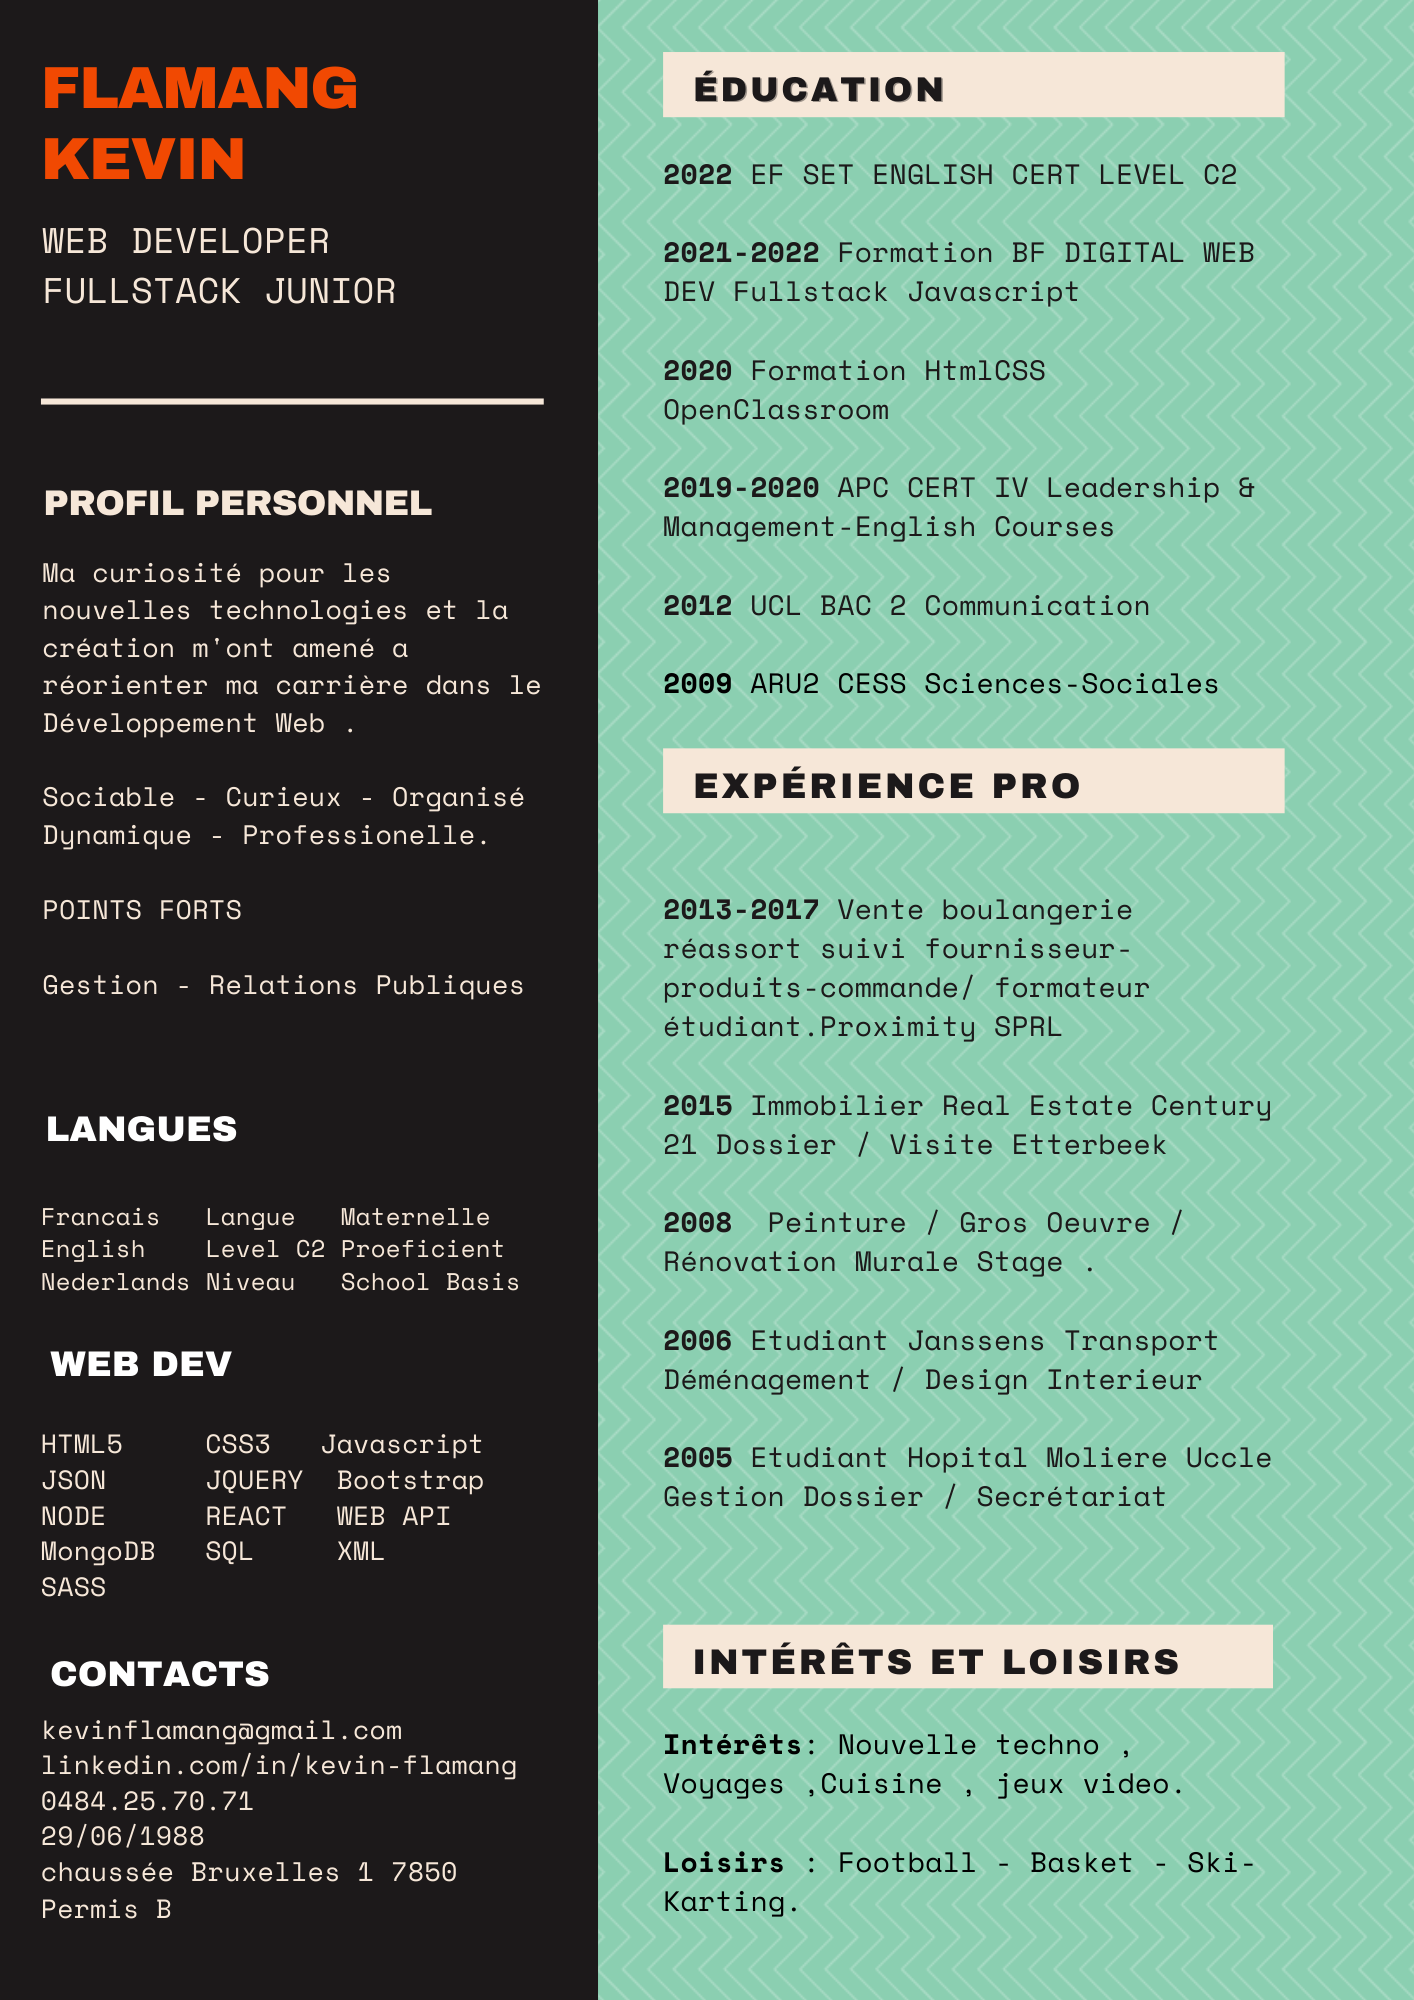 FLAMANG
KEVIN
WEB DEVELOPER
FULLSTACK JUNIOR
PROFIL PERSONNEL
Ma curiosité pour les
nouvelles technologies et la
création m'ont amené a
réorienter ma carrière dans le
Développement Web .
Sociable - Curieux - Organisé
Dynamique - Professionelle.
POINTS FORTS
Gestion - Relations Publiques
LANGUES
Francais Langue Maternelle
English Level C2 Proeficient
Nederlands Niveau School Basis
WEB DEV
HTML5 CSS3 Javascript
JSON JQUERY Bootstrap
NODE REACT WEB API
MongoDB SQL XML
SASS
CONTACTS
kevinflamang@gmail.com
linkedin.com/in/kevin-flamang
0484.25.70.71
29/06/1988
chaussée Bruxelles 1 7850
Permis B
ÉDUCATION
2022 EF SET ENGLISH CERT LEVEL C2
2021-2022 Formation BF DIGITAL WEB
DEV Fullstack Javascript
2020 Formation HtmlCSS
OpenClassroom
2019-2020 APC CERT IV Leadership &
Management-English Courses
2012 UCL BAC 2 Communication
2009 ARU2 CESS Sciences-Sociales
EXPÉRIENCE PRO
2013-2017 Vente boulangerie
réassort suivi fournisseur-
produits-commande/ formateur
étudiant.Proximity SPRL
2015 Immobilier Real Estate Century
21 Dossier / Visite Etterbeek
2008 Peinture / Gros Oeuvre /
Rénovation Murale Stage .
2006 Etudiant Janssens Transport
Déménagement / Design Interieur
2005 Etudiant Hopital Moliere Uccle
Gestion Dossier / Secrétariat
INTÉRÊTS ET LOISIRS
Intérêts: Nouvelle techno ,
Voyages ,Cuisine , jeux video.
Loisirs : Football - Basket - Ski-
Karting.